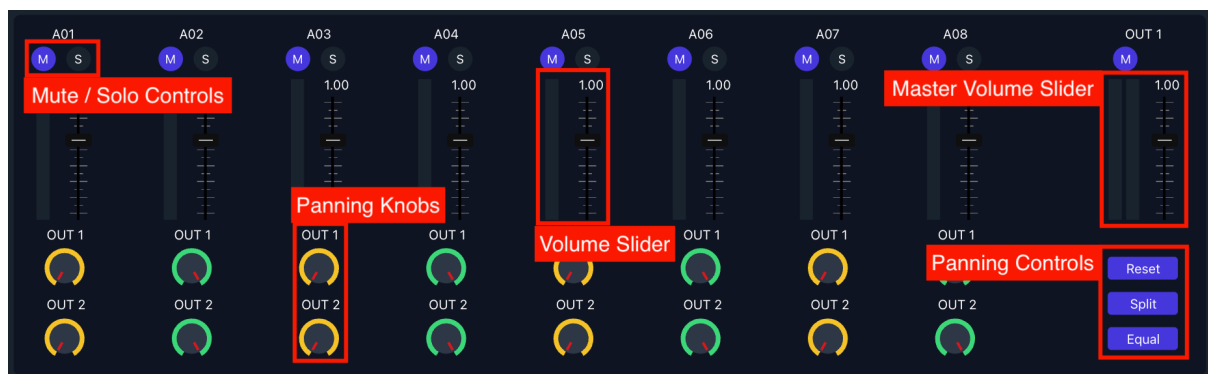 A01 A02 A03 A04 A05 A06 A07 A08 OUT 1
M S M S M S M S M S M S M S M S M
Mute / Solo Controls
1.00 1.00 1.00 1.00 1.00 1.00
Master Volume Slider
Panning Knobs
Volume Slider
OUT 1 OUT 1 OUT 1 OUT 1 OUT 1 OUT 1 OUT 1
Panning Controls
Reset
OUT 2 OUT 2 OUT 2 OUT 2 OUT 2 OUT 2 OUT 2 OUT 2
Split
Equal